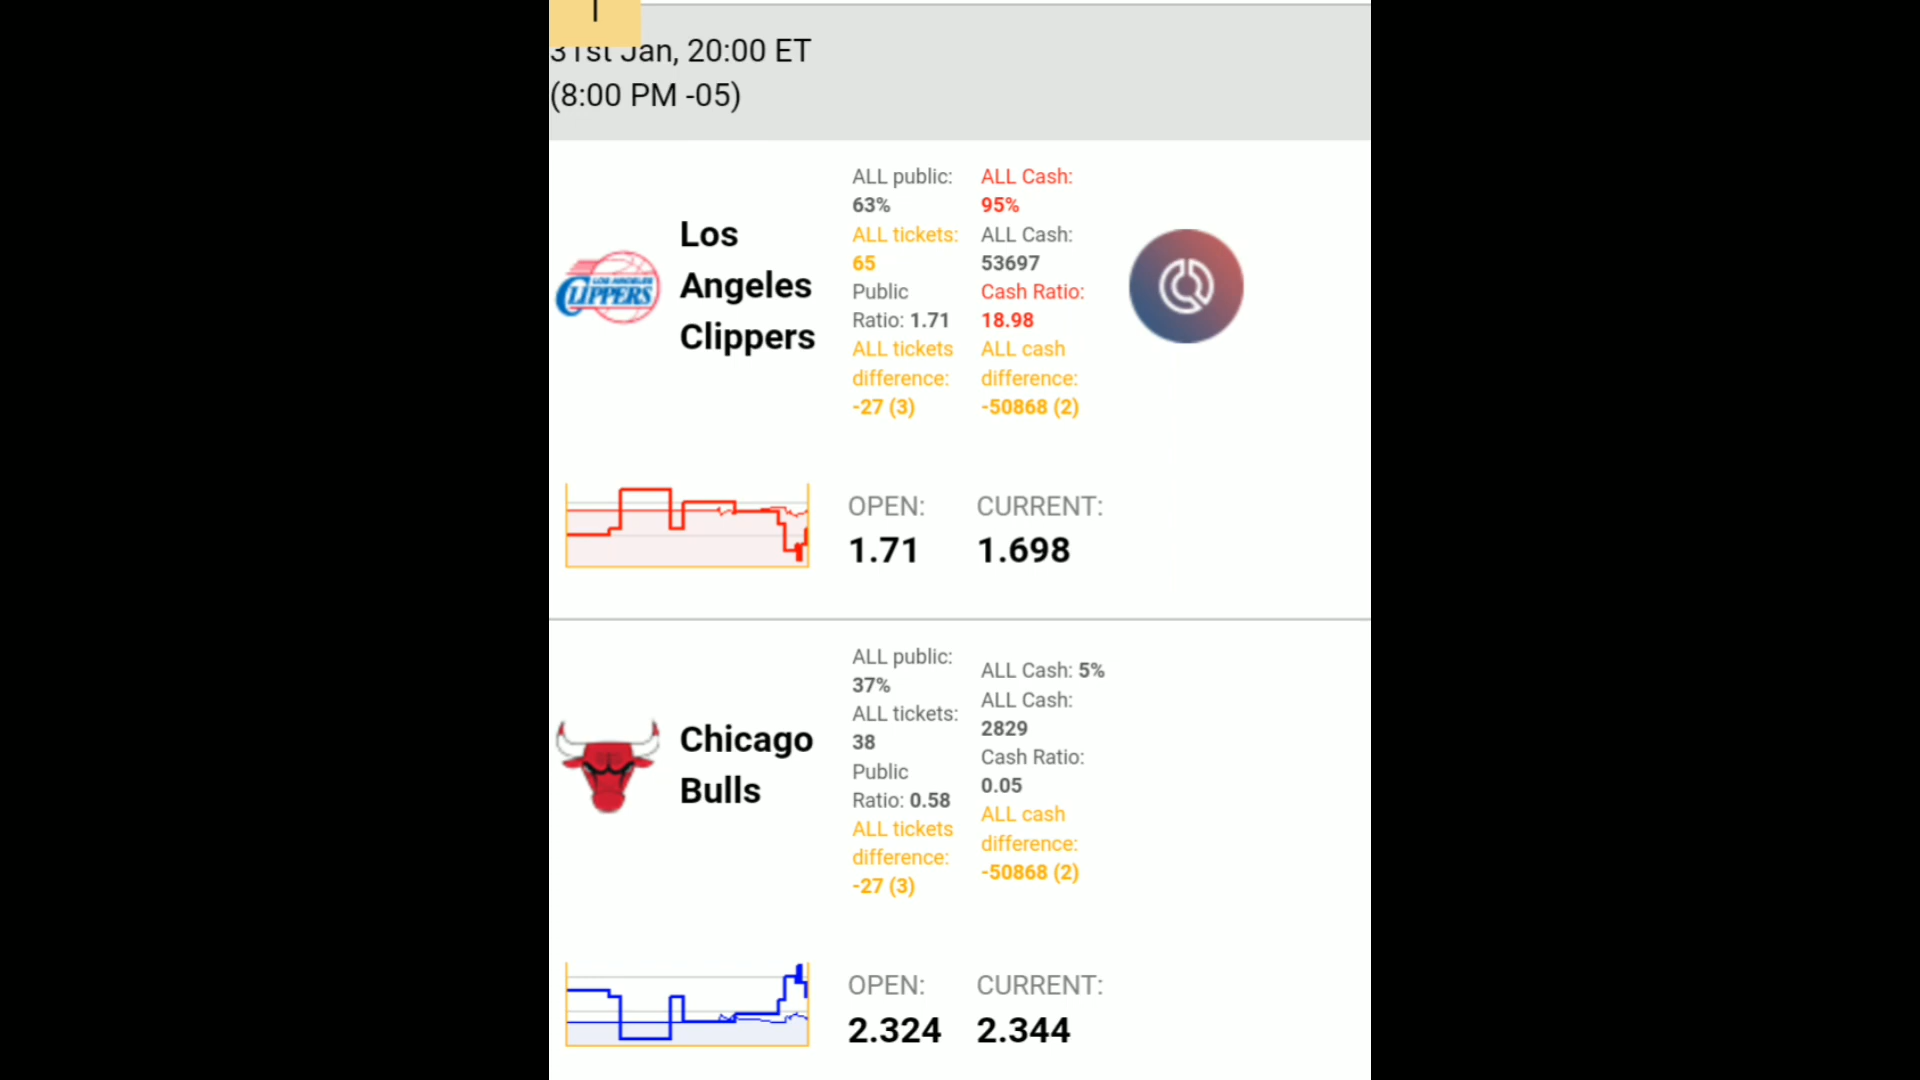 31st Jan, 20:00 ET
(8:00 PM -05)
LOS ANGELES
CLIPPERS
Los
Angeles
Clippers
ALL public:
63%
ALL tickets:
65
Public
Ratio: 1.71
ALL tickets
difference:
-27 (3)
ALL Cash:
95%
ALL Cash:
53697
Cash Ratio:
18.98
ALL cash
difference:
-50868 (2)
OPEN:
1.71
CURRENT:
1.698
Chicago
Bulls
ALL public:
37%
ALL tickets:
38
Public
Ratio: 0.58
ALL tickets
difference:
-27 (3)
ALL Cash: 5%
ALL Cash:
2829
Cash Ratio:
0.05
ALL cash
difference:
-50868 (2)
OPEN:
2.324
CURRENT:
2.344